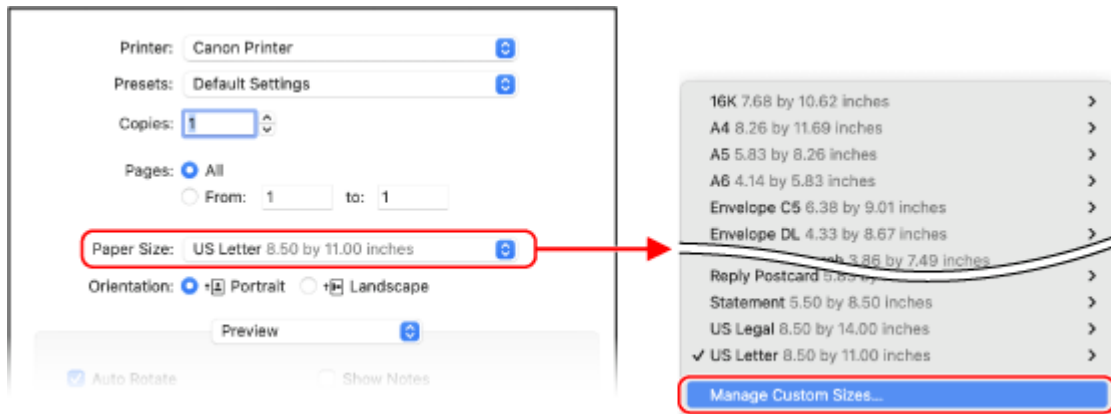 Printer: Canon Printer
Presets: Default Settings
Copies: 1
Pages: All
From: 1 to: 1
Paper Size: US Letter 8.50 by 11.00 inches
Orientation: Portrait Landscape
Preview
Auto Rotate Show Notes
16K 7.68 by 10.62 inches
A4 8.26 by 11.69 inches
A5 5.83 by 8.26 inches
A6 4.14 by 5.83 inches
Envelope C5 6.38 by 9.01 inches
Envelope DL 4.33 by 8.67 inches
3.86 by 7.49 inches
Reply Postcard
Statement 5.50 by 8.50 inches
US Legal 8.50 by 14.00 inches
US Letter 8.50 by 11.00 inches
Manage Custom Sizes...